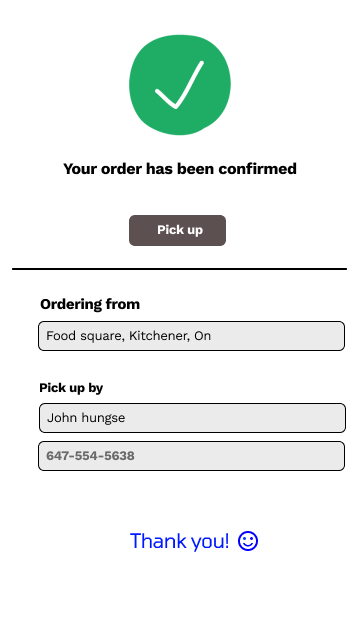 Your order has been confirmed
Pick up
Ordering from
Food square, Kitchener, On
Pick up by
John hungse
647-554-5638
Thank you!